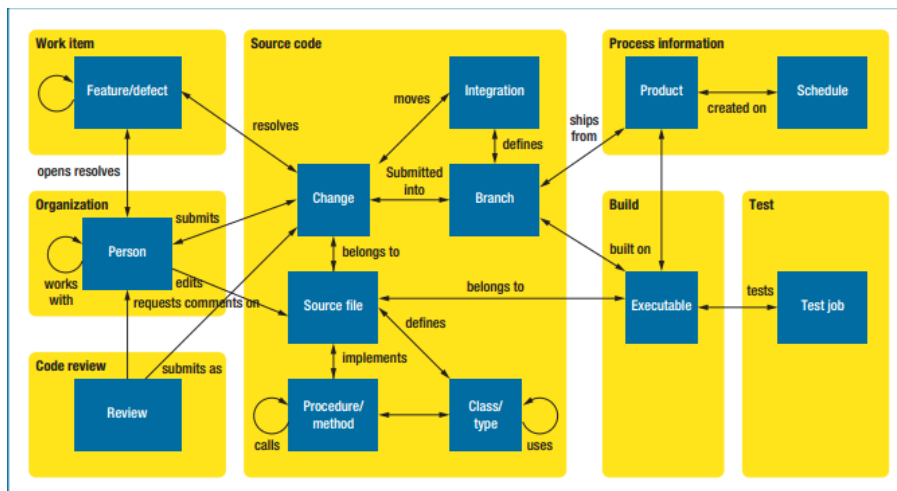 Work item
Feature/defect
opens resolves
resolves
Organization
Person
works
with
submits
edits
requests comments on
Code review
Review
submits as
Source code
moves
Integration
defines
Submitted
into
Change
Branch
belongs to
Source file
belongs to
defines
implements
Procedure/
method
Class/
type
calls
uses
Process information
Product
created on
Schedule
ships
from
Build
built on
Executable
tests
Test
Test job